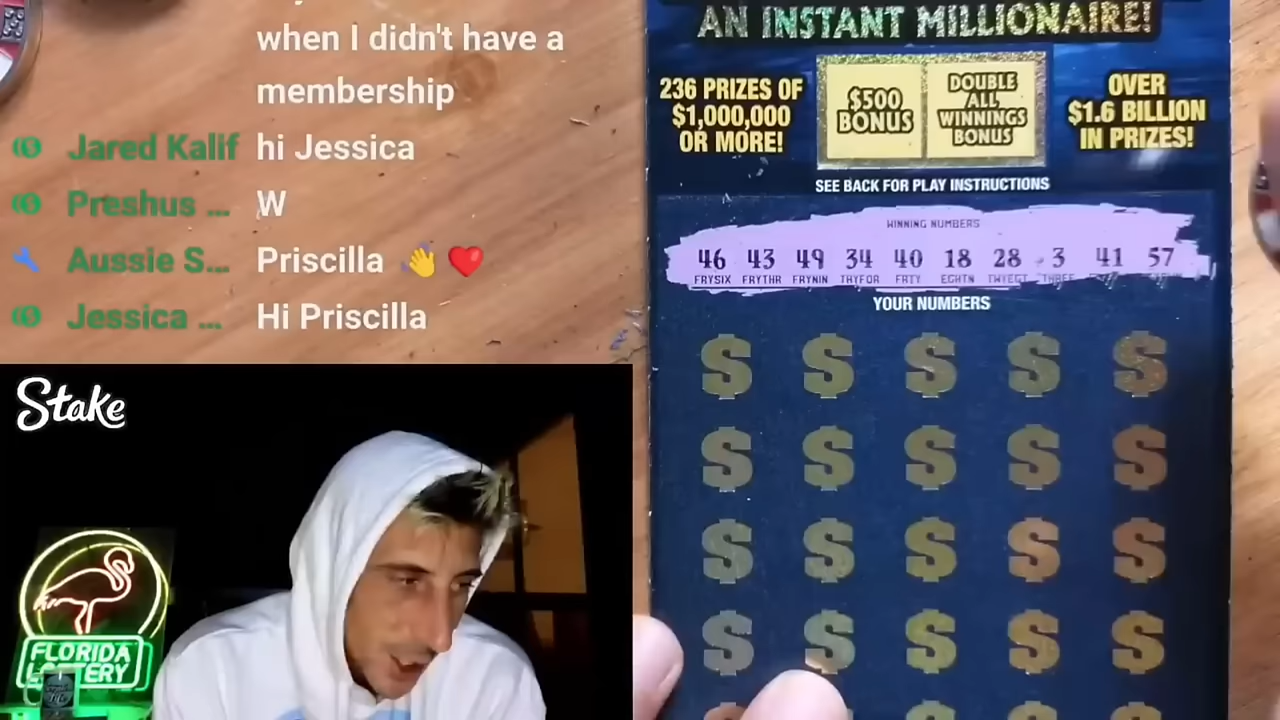 when I didn't have a
membership
Jared Kalif hi Jessica
Preshus ... W
Aussie S... Priscilla 👋 ❤️
Jessica ... Hi Priscilla
Stake
FLORIDA
LOTTERY
AN INSTANT MILLIONAIRE!
236 PRIZES OF
$1,000,000
OR MORE!
$500
BONUS
DOUBLE
ALL
WINNINGS
BONUS
OVER
$1.6 BILLION
IN PRIZES!
SEE BACK FOR PLAY INSTRUCTIONS
WINNING NUMBERS
46 43 49 34 40 18 28 3 41 57
FRYSIX FRYTHR FRYNIN THYFOR FRTY EGHTN TWYEGT THREE
YOUR NUMBERS
$ $ $ $ $
$ $ $ $ $
$ $ $ $ $
$ $ $ $ $